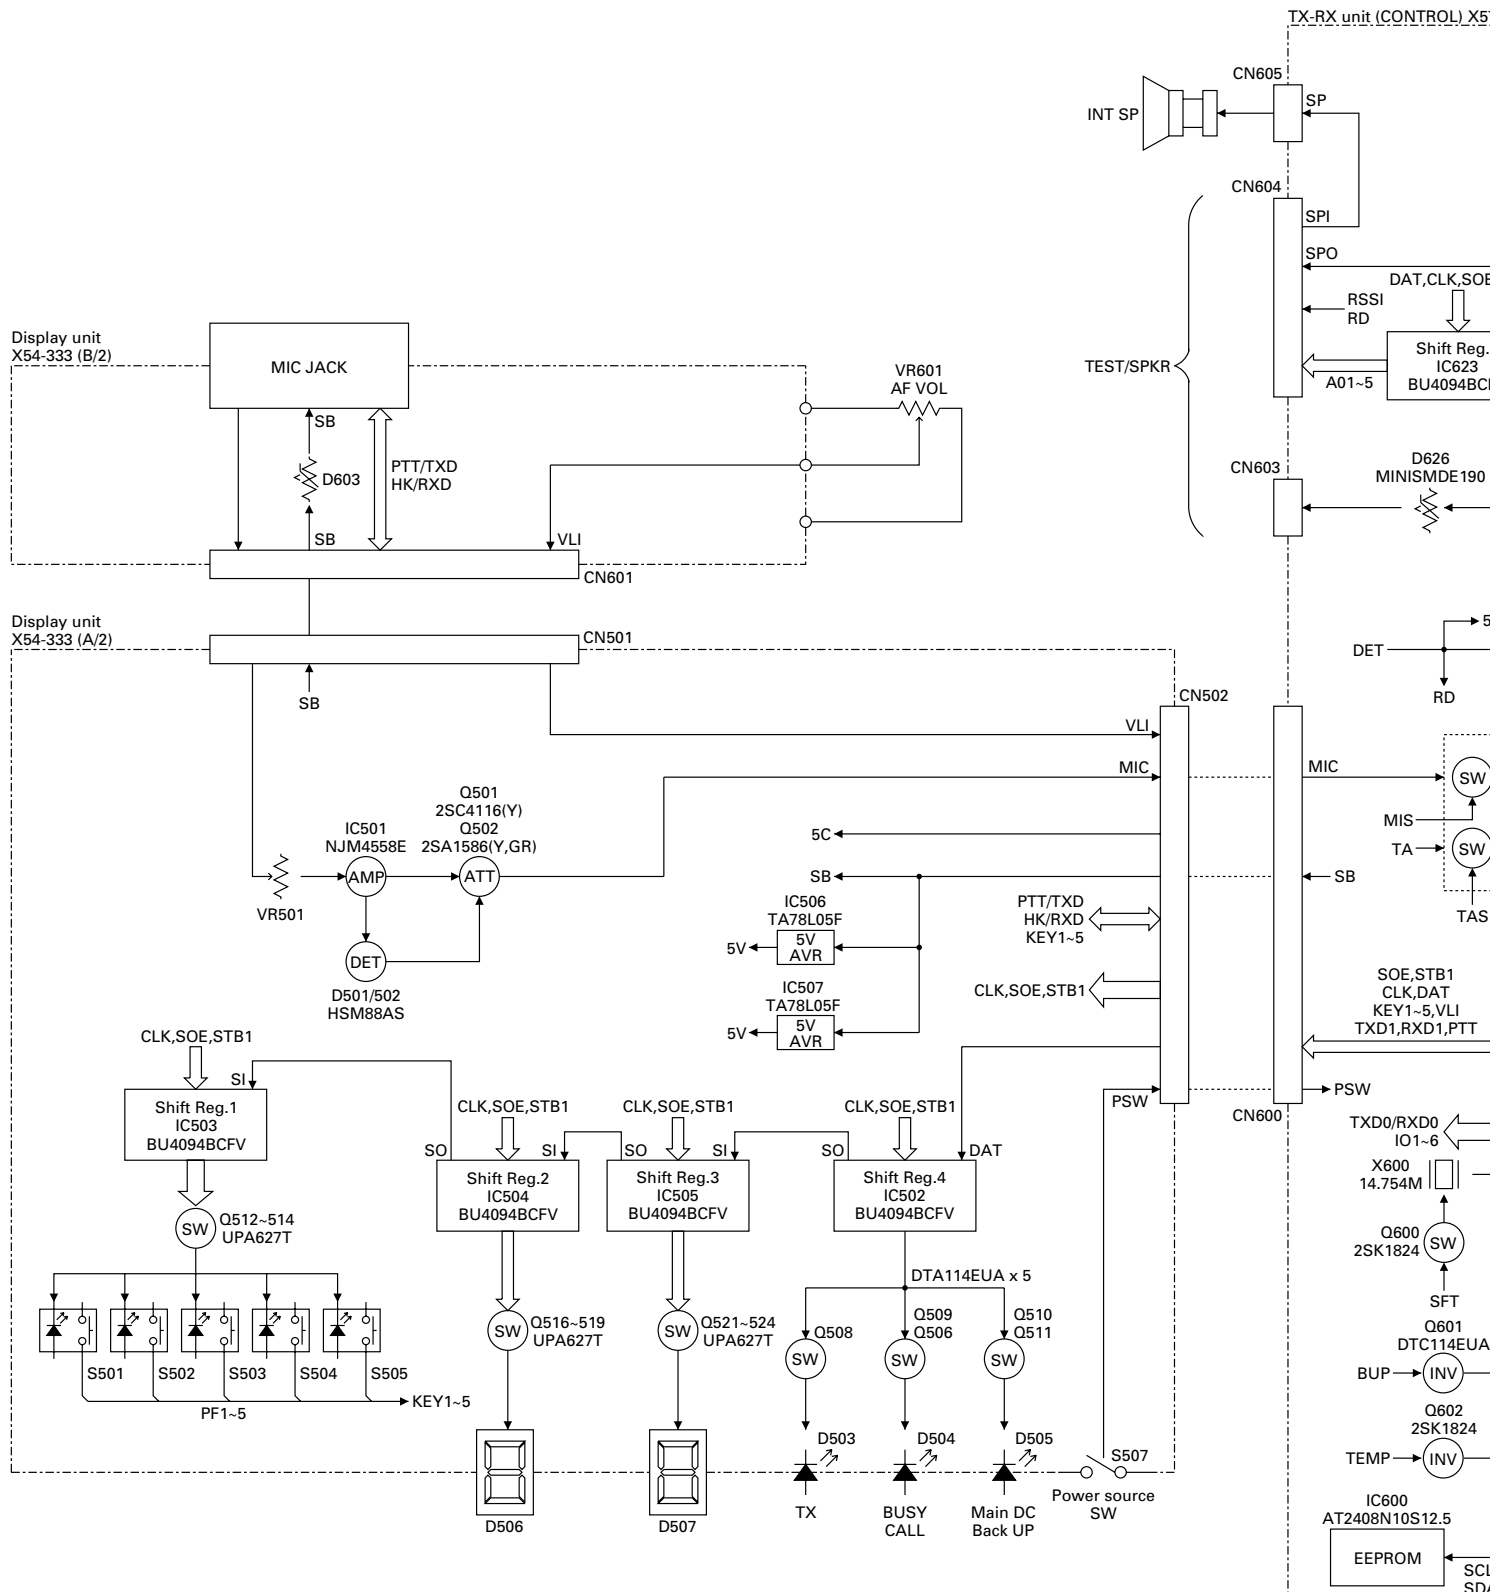 TX-RX unit (CONTROL)
CN605
SP
INT SP
CN604
SPI
SPO
DAT,CLK,SOE
RSSI
RD
Display unit
X54-333 (B/2)
MIC JACK
TEST/SPKR
Shift Reg.
IC623
A01~5
VR601
AF VOL
SB
D603
PTT/TXD
HK/RXD
SB
VLI
CN601
CN603
D626
MINISMDE190
Display unit
X54-333 (A/2)
CN501
SB
DET
RD
CN502
VLI
MIC
MIC
SW
MIS
TA
SW
TAS
Q501
2SC4116(Y)
IC501
NJM4558E
Q502
2SA1586(Y,GR)
AMP
ATT
VR501
DET
D501/502
HSM88AS
5C
SB
SB
IC506
TA78L05F
5V
5V
AVR
PTT/TXD
HK/RXD
KEY1~5
IC507
TA78L05F
5V
5V
AVR
CLK,SOE,STB1
SOE,STB1
CLK,DAT
KEY1~5,VLI
TXD1,RXD1,PTT
CLK,SOE,STB1
SI
Shift Reg.1
IC503
BU4094BCFV
PSW
PSW
CN600
CLK,SOE,STB1
CLK,SOE,STB1
CLK,SOE,STB1
SO
SI
SO
SI
SO
DAT
Shift Reg.2
IC504
BU4094BCFV
Shift Reg.3
IC505
BU4094BCFV
Shift Reg.4
IC502
BU4094BCFV
TXD0/RXD0
IO1~6
X600
14.754M
SW
Q512~514
UPA627T
Q600
2SK1824
SW
SFT
DTA114EUA x 5
SW
Q516~519
UPA627T
SW
Q521~524
UPA627T
Q508
SW
Q509
Q506
SW
Q510
Q511
SW
S501
S502
S503
S504
S505
PF1~5
KEY1~5
Q601
DTC114EUA
BUP
INV
Q602
2SK1824
TEMP
INV
D503
D504
D505
S507
TX
BUSY
CALL
Main DC
Back UP
Power source
SW
D506
D507
IC600
AT2408N10S12.5
EEPROM